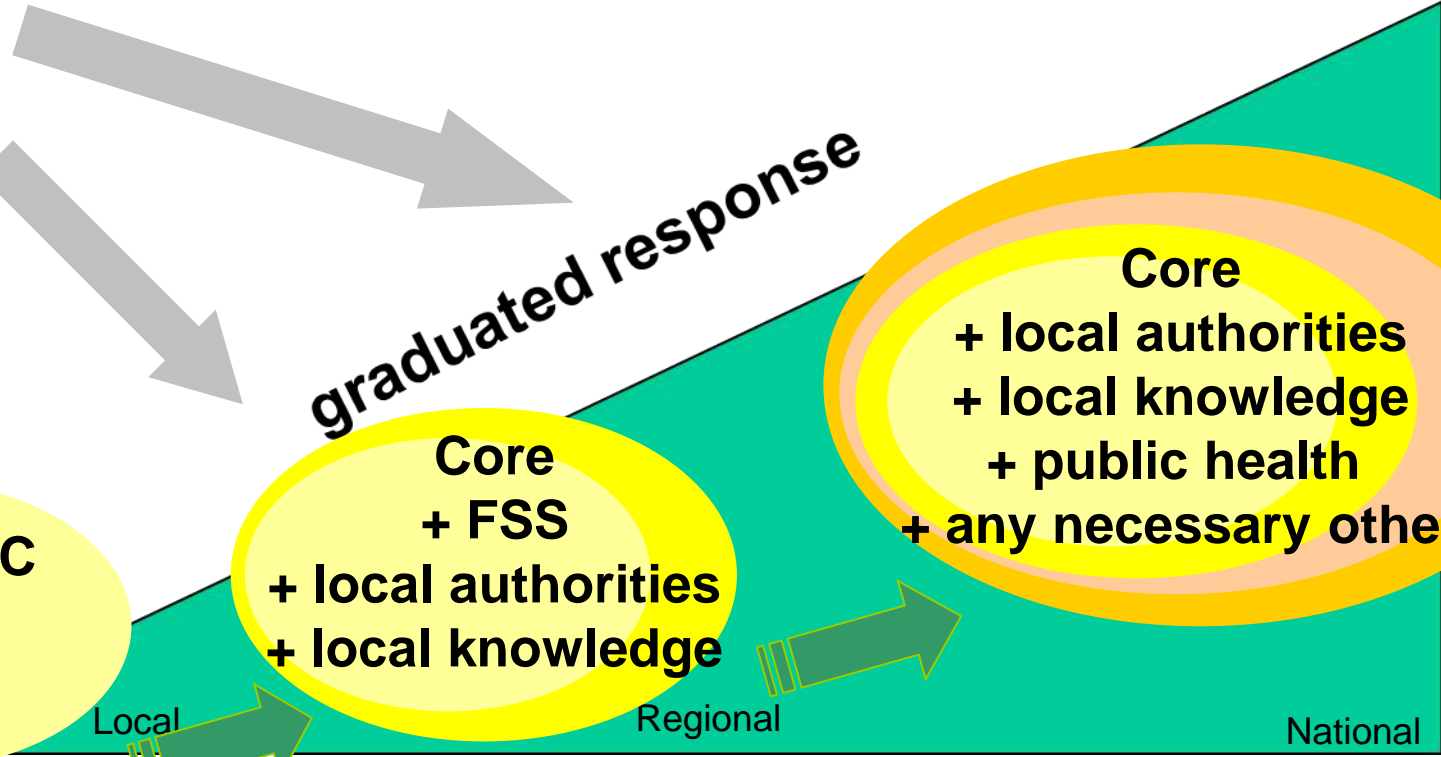 graduated response
C
Core
+ FSS
+ local authorities
+ local knowledge
Core
+ local authorities
+ local knowledge
+ public health
+ any necessary othe
Local
Regional
National